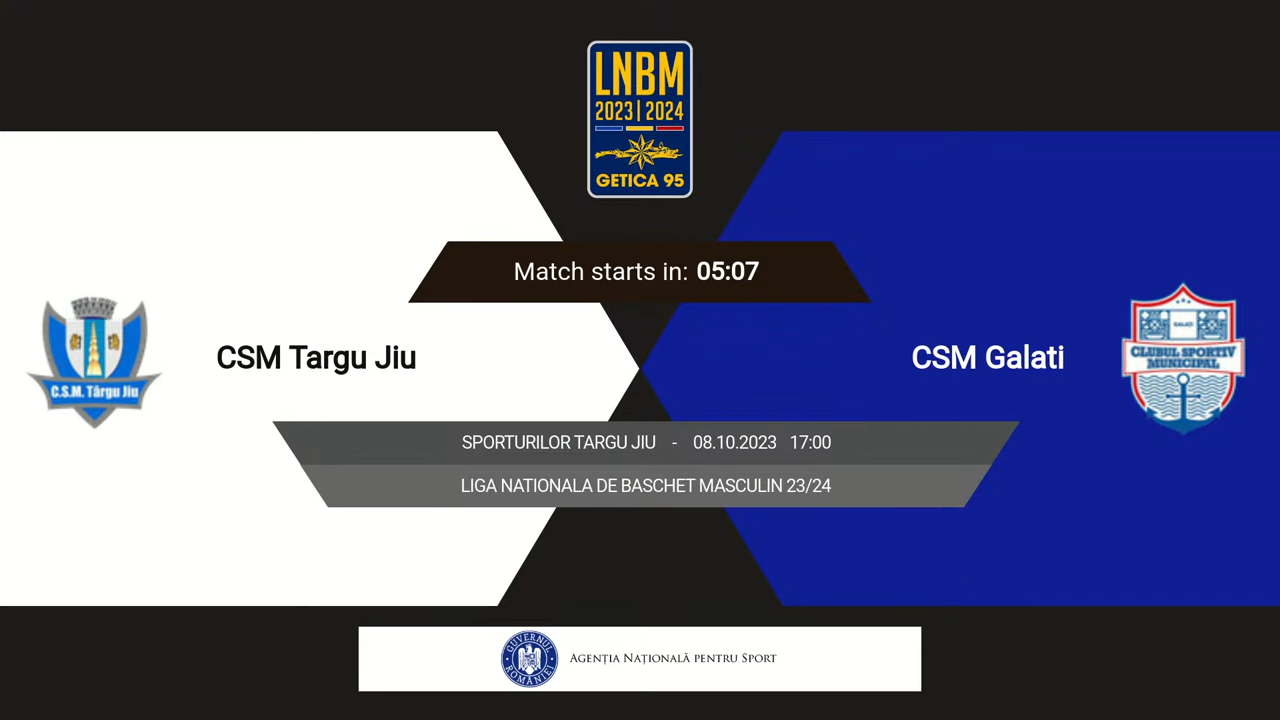 LNBM
2023|2024
GETICA 95
Match starts in: 05:07
C.S.M. Târgu Jiu
CSM Targu Jiu
CSM Galati
GALAȚI
CLUBUL SPORTIV
MUNICIPAL
SPORTURILOR TARGU JIU - 08.10.2023 17:00
LIGA NATIONALA DE BASCHET MASCULIN 23/24
GUVERNUL ROMÂNIEI
AGENȚIA NAȚIONALĂ PENTRU SPORT